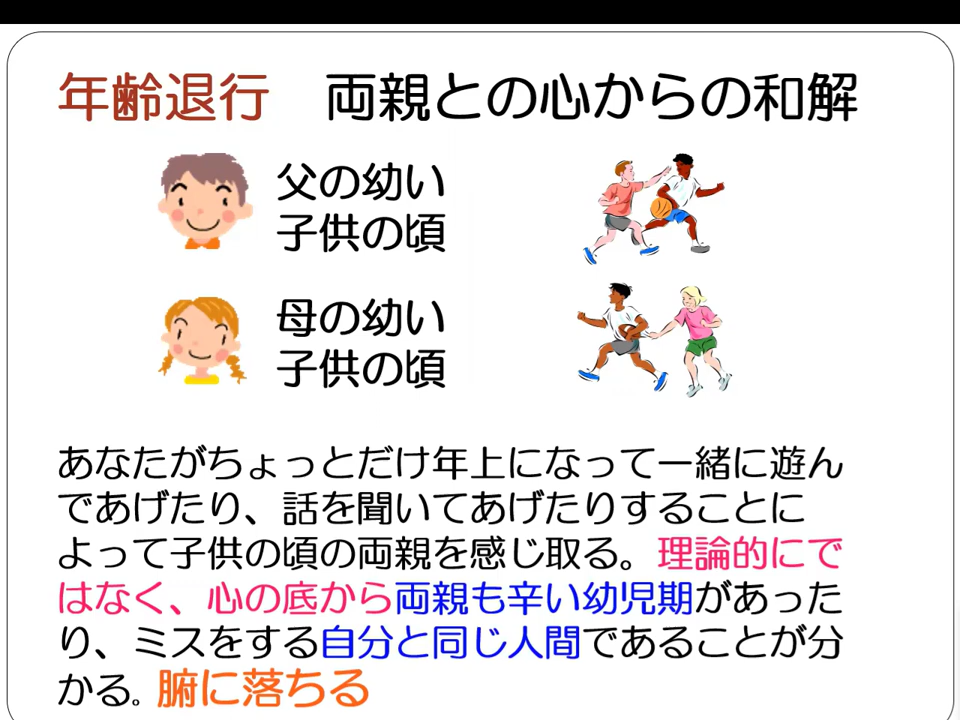 年齢退行　両親との心からの和解
父の幼い
子供の頃
母の幼い
子供の頃
あなたがちょっとだけ年上になって一緒に遊ん
であげたり、話を聞いてあげたりすることに
よって子供の頃の両親を感じ取る。理論的にで
はなく、心の底から両親も辛い幼児期があった
り、ミスをする自分と同じ人間であることが分
かる。腑に落ちる